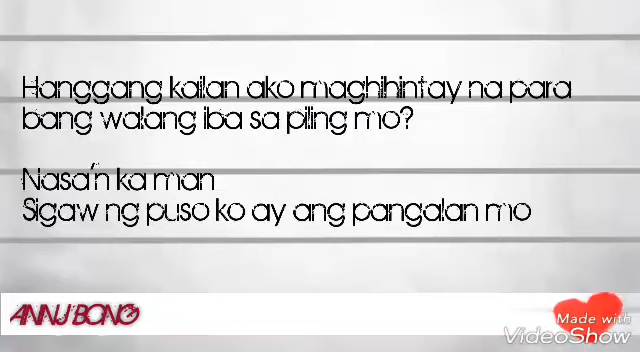 Hanggang kailan ako maghihintay na para
bang walang iba sa piling mo?
Nasa'n ka man
Sigaw ng puso ko ay ang pangalan mo
ANNJ BONG
Made with
VideoShow